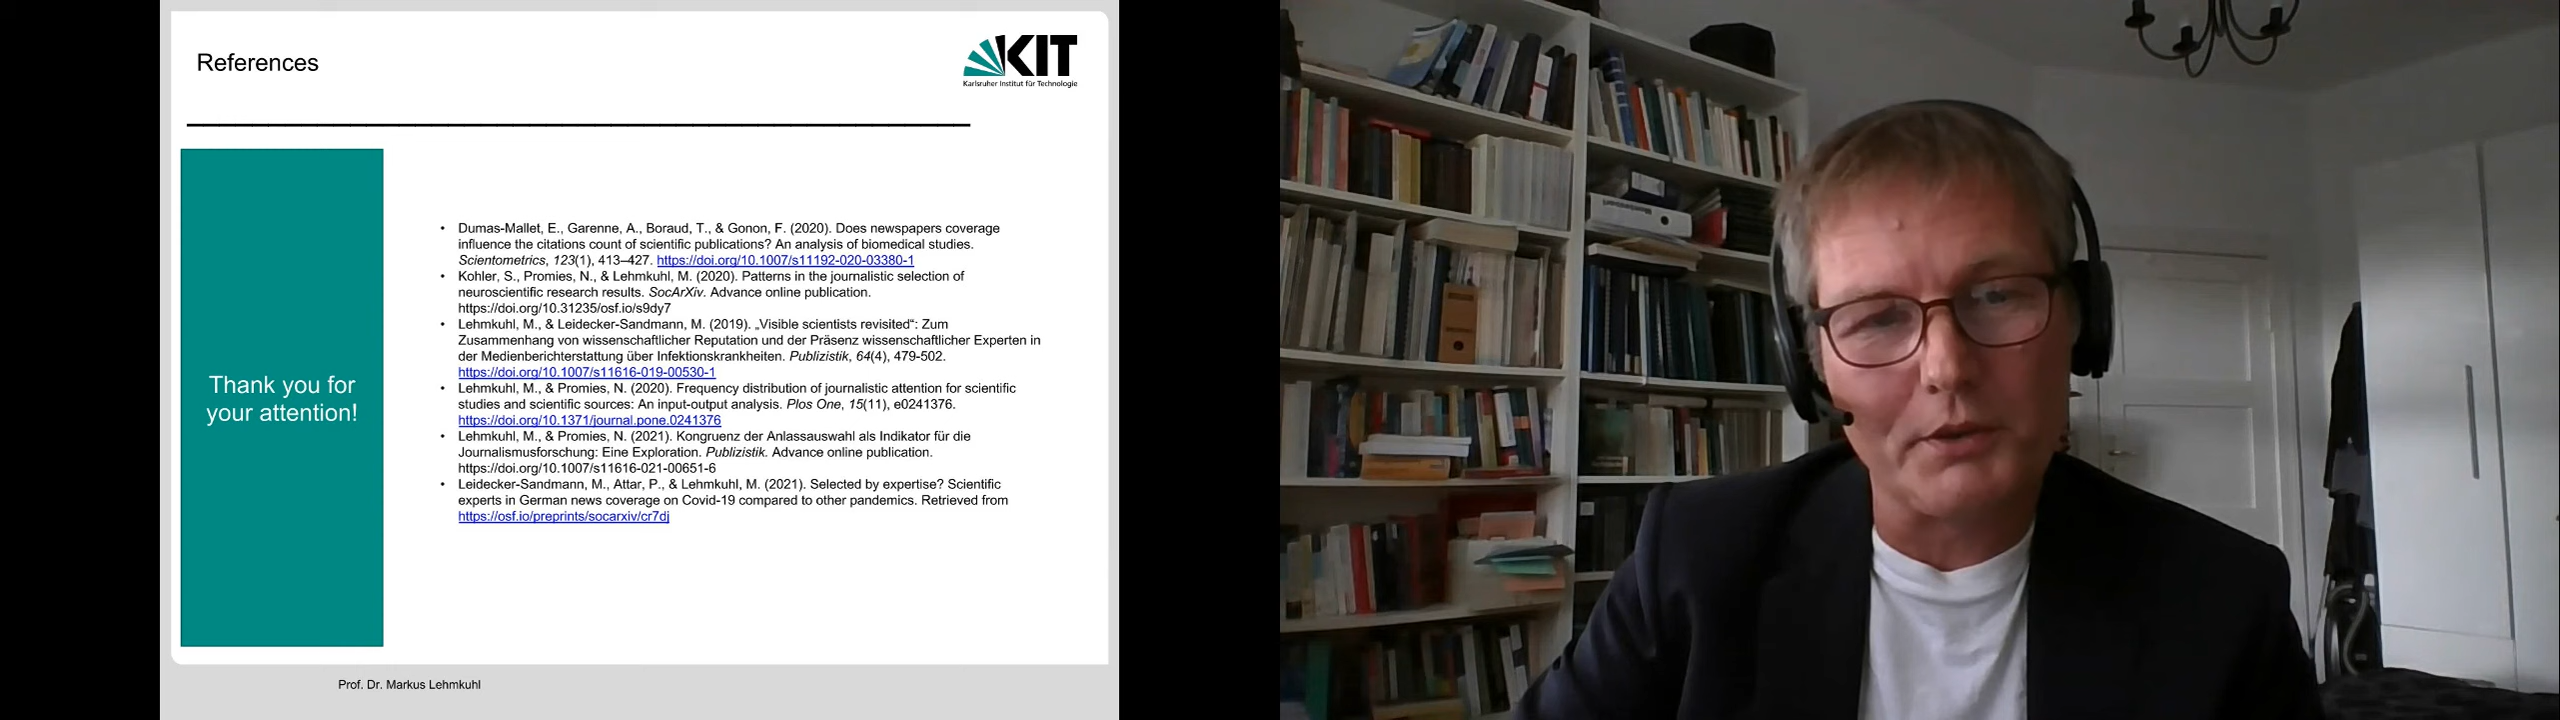 References
KIT
Karlsruher Institut für Technologie
Thank you for
your attention!
• Dumas-Mallet, E., Garenne, A., Boraud, T., & Gonon, F. (2020). Does newspapers coverage
influence the citations count of scientific publications? An analysis of biomedical studies.
Scientometrics, 123(1), 413–427. https://doi.org/10.1007/s11192-020-03380-1
• Kohler, S., Promies, N., & Lehmkuhl, M. (2020). Patterns in the journalistic selection of
neuroscientific research results. SocArXiv. Advance online publication.
https://doi.org/10.31235/osf.io/s9dy7
• Lehmkuhl, M., & Leidecker-Sandmann, M. (2019). „Visible scientists revisited“: Zum
Zusammenhang von wissenschaftlicher Reputation und der Präsenz wissenschaftlicher Experten in
der Medienberichterstattung über Infektionskrankheiten. Publizistik, 64(4), 479-502.
https://doi.org/10.1007/s11616-019-00530-1
• Lehmkuhl, M., & Promies, N. (2020). Frequency distribution of journalistic attention for scientific
studies and scientific sources: An input-output analysis. Plos One, 15(11), e0241376.
https://doi.org/10.1371/journal.pone.0241376
• Lehmkuhl, M., & Promies, N. (2021). Kongruenz der Anlassauswahl als Indikator für die
Journalismusforschung: Eine Exploration. Publizistik. Advance online publication.
https://doi.org/10.1007/s11616-021-00651-6
• Leidecker-Sandmann, M., Attar, P., & Lehmkuhl, M. (2021). Selected by expertise? Scientific
experts in German news coverage on Covid-19 compared to other pandemics. Retrieved from
https://osf.io/preprints/socarxiv/cr7dj
Prof. Dr. Markus Lehmkuhl